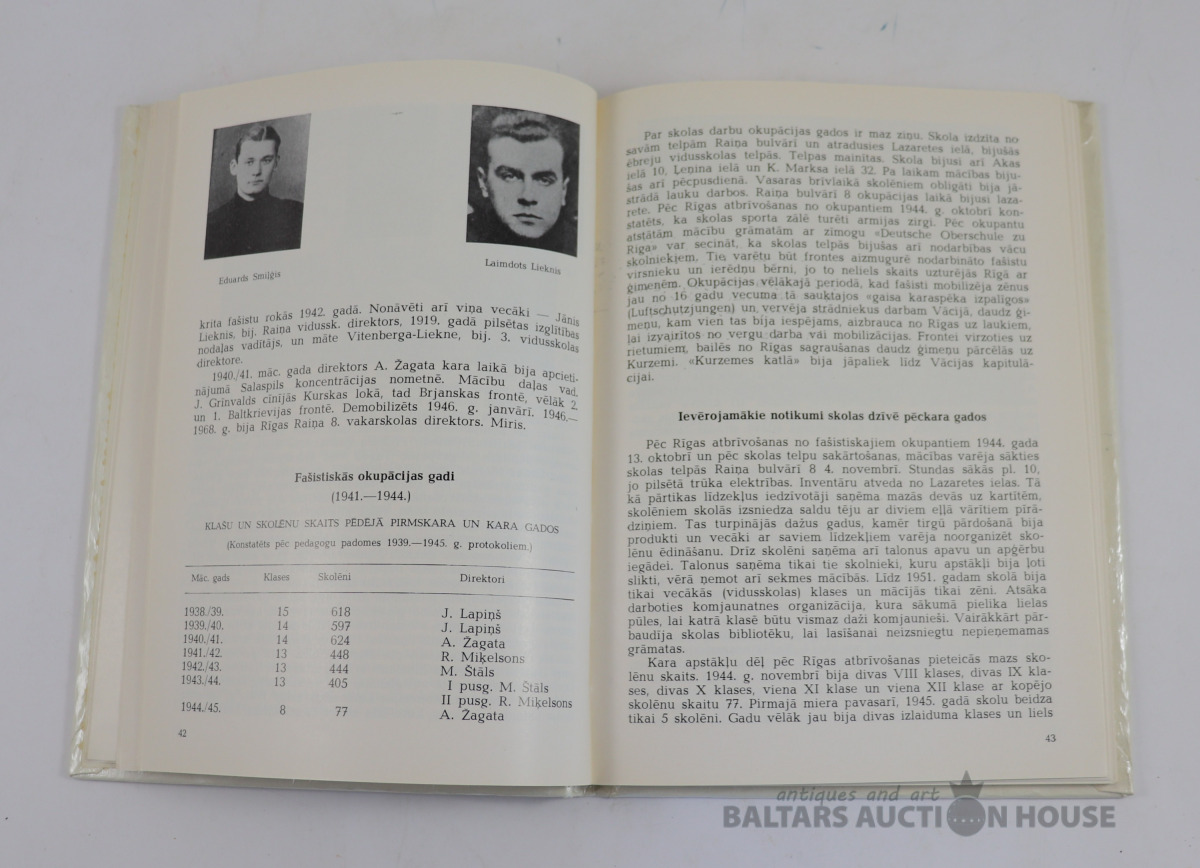 Eduards Smiļģis
Laimdots Lieknis
krita fašistu rokās 1942. gadā. Nonāvēti arī viņa vecāki — Jānis
Lieknis, bij. Raiņa vidussk. direktors, 1919. gadā pilsētas izglītības
nodaļas vadītājs, un māte Vitenberga-Liekne, bij. 3. vidusskolas
direktore.
1940./41. māc. gada direktors A. Žagata kara laikā bija apcieti-
nājumā Salaspils koncentrācijas nometnē. Mācību daļas vad.
J. Grīnvalds cīnījās Kurskas lokā, tad Brjanskas frontē, vēlāk 2.
un 1. Baltkrievijas frontē. Demobilizēts 1946. g. janvārī. 1946.—
1968. g. bija Rīgas Raiņa 8. vakarskolas direktors. Miris.
Fašistiskās okupācijas gadi
(1941.—1944.)
KLAŠU UN SKOLĒNU SKAITS PĒDĒJĀ PIRMSKARA UN KARA GADOS
(Konstatēts pēc pedagogu padomes 1939.—1945. g. protokoliem.)
Māc. gads Klases Skolēni Direktori
1938./39. 15 618 J. Lapiņš
1939./40. 14 597 J. Lapiņš
1940./41. 14 624 A. Žagata
1941./42. 13 448 R. Miķelsons
1942./43. 13 444 M. Štāls
1943./44. 13 405 I pusg. M. Štāls
II pusg. R. Miķelsons
1944./45. 8 77 A. Žagata
42
Par skolas darbu okupācijas gados ir maz ziņu. Skola izdzīta no
savām telpām Raiņa bulvārī un atradusies Lazaretes ielā, bijušās
ebreju vidusskolas telpās. Telpas mainītas. Skola bijusi arī Akas
ielā 10, Ļeņina ielā un K. Marksa ielā 32. Pa laikam mācības biju-
šas arī pēcpusdienā. Vasaras brīvlaikā skolēniem obligāti bija jā-
strādā lauku darbos. Raiņa bulvārī 8 okupācijas laikā bijusi laza-
rete. Pēc Rīgas atbrīvošanas no okupantiem 1944. g. oktobrī kon-
statēts, ka skolas sporta zālē turēti armijas zirgi. Pēc okupantu
atstātām mācību grāmatām ar zīmogu «Deutsche Oberschule zu
Riga» var secināt, ka skolas telpās bijušas arī nodarbības vācu
skolniekiem. Tie varētu būt frontes aizmugurē nodarbināto fašistu
virsnieku un ierēdņu bērni, jo to neliels skaits uzturējās Rīgā ar
ģimenēm. Okupācijas vēlākajā periodā, kad fašisti mobilizēja zēnus
jau no 16 gadu vecuma tā sauktajos «gaisa karaspēka izpalīgos»
(Luftschutzjungen) un vervēja strādniekus darbam Vācijā, daudz ģi-
meņu, kam vien tas bija iespējams, aizbrauca no Rīgas uz laukiem,
lai izvairītos no vergu darba vai mobilizācijas. Frontei virzoties uz
rietumiem, bailēs no Rīgas sagraušanas daudz ģimeņu pārcēlās uz
Kurzemi. «Kurzemes katlā» bija jāpaliek līdz Vācijas kapitulā-
cijai.
Ievērojamākie notikumi skolas dzīvē pēckara gados
Pēc Rīgas atbrīvošanas no fašistiskajiem okupantiem 1944. gada
13. oktobrī un pēc skolas telpu sakārtošanas, mācības varēja sākties
skolas telpās Raiņa bulvārī 8 4. novembrī. Stundas sākās pl. 10,
jo pilsētā trūka elektrības. Inventāru atveda no Lazaretes ielas. Tā
kā pārtikas līdzekļus iedzīvotāji saņēma mazās devās uz kartītēm,
skolēniem skolās izsniedza saldu tēju ar diviem eļļā vārītiem pīrā-
dziņiem. Tas turpinājās dažus gadus, kamēr tirgū pārdošanā bija
produkti un vecāki ar saviem līdzekļiem varēja noorganizēt sko-
lēnu ēdināšanu. Drīz skolēni saņēma arī talonus apavu un apģērbu
iegādei. Talonus saņēma tikai tie skolnieki, kuru apstākļi bija ļoti
slikti, vērā ņemot arī sekmes mācībās. Līdz 1951. gadam skolā bija
tikai vecākās (vidusskolas) klases un mācījās tikai zēni. Atsāka
darboties komjaunatnes organizācija, kura sākumā pielika lielas
pūles, lai katrā klasē būtu vismaz daži komjaunieši. Vairākkārt pār-
baudīja skolas bibliotēku, lai lasīšanai neizsniegtu nepieņemamas
grāmatas.
Kara apstākļu dēļ pēc Rīgas atbrīvošanas pieteicās mazs sko-
lēnu skaits. 1944. g. novembrī bija divas VIII klases, divas IX kla-
ses, divas X klases, viena XI klase un viena XII klase ar kopējo
skolēnu skaitu 77. Pirmajā miera pavasarī, 1945. gadā skolu beidza
tikai 5 skolēni. Gadu vēlāk jau bija divas izlaiduma klases un liels
43
antiques and art
BALTARS AUCTION HOUSE